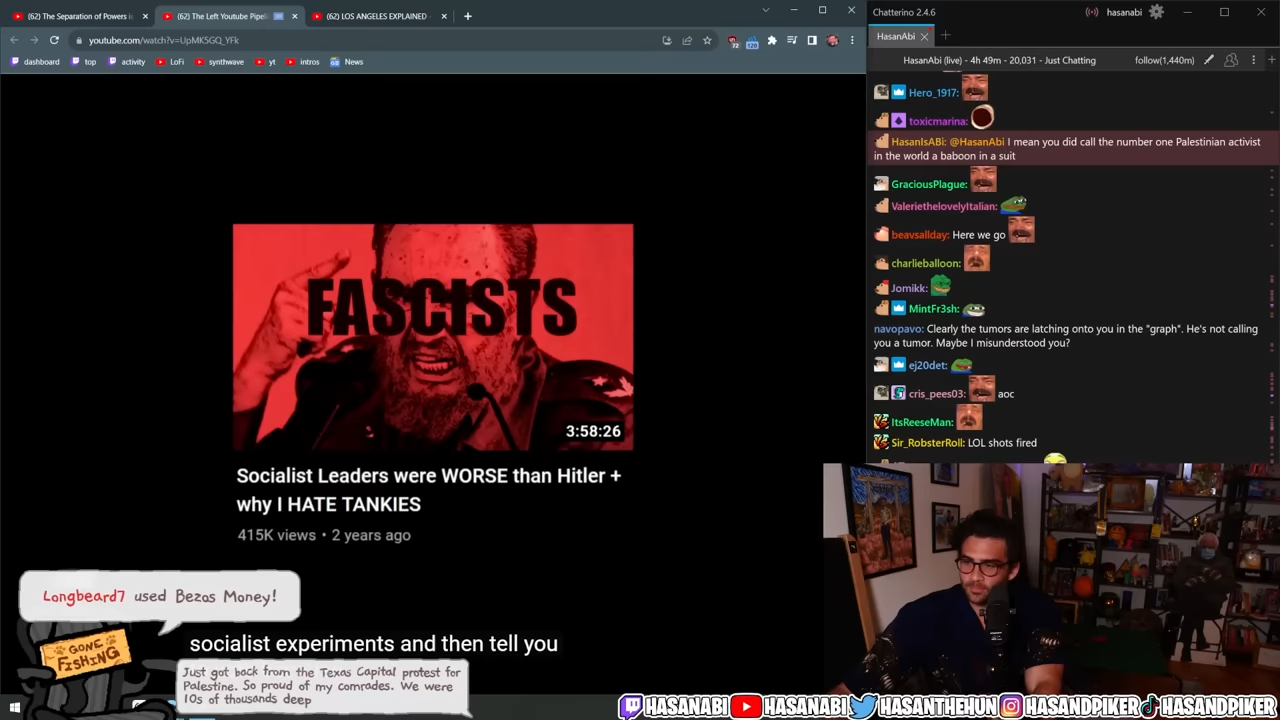 (62) The Separation of Powers i
(62) The Left Youtube Pipel
(62) LOS ANGELES EXPLAINED -
youtube.com/watch?v=UpMK5GQ_YFk
72
120
dashboard
top
activity
LoFi
synthwave
yt
intros
News
FASCISTS
3:58:26
Socialist Leaders were WORSE than Hitler +
why I HATE TANKIES
415K views • 2 years ago
Longbeard7 used Bezos Money!
GONE
FISHING
socialist experiments and then tell you
Just got back from the Texas Capital protest for
Palestine. So proud of my comrades. We were
10s of thousands deep
Chatterino 2.4.6
hasanabi
HasanAbi
HasanAbi (live) - 4h 49m - 20,031 - Just Chatting
follow(1,440m)
Hero_1917:
toxicmarina:
HasanIsABi: @HasanAbi I mean you did call the number one Palestinian activist
in the world a baboon in a suit
GraciousPlague:
ValeriethelovelyItalian:
beavsallday: Here we go
charlieballoon:
Jomikk:
MintFr3sh:
navopavo: Clearly the tumors are latching onto you in the "graph". He's not calling
you a tumor. Maybe I misunderstood you?
ej20det:
cris_pees03: aoc
ItsReeseMan:
Sir_RobsterRoll: LOL shots fired
HASANABI
HASANABI
HASANTHEHUN
HASANDPIKER
HASANDPIKER